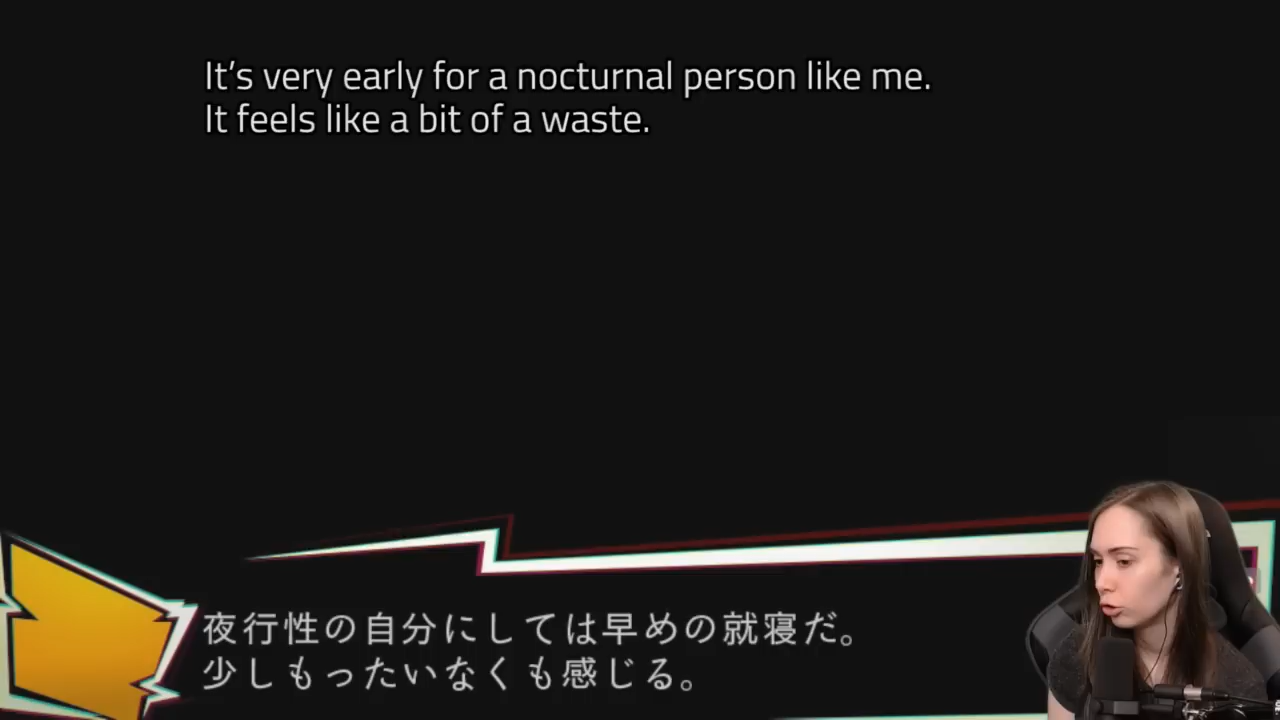 It’s very early for a nocturnal person like me.
It feels like a bit of a waste.
夜行性の自分にしては早めの就寝だ。
少しもったいなくも感じる。